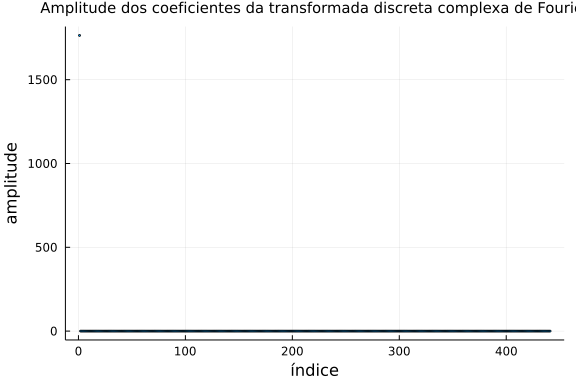 Amplitude dos coeficientes da transformada discreta complexa de Fourie
1500
1000
500
0
amplitude
0 100 200 300 400
índice